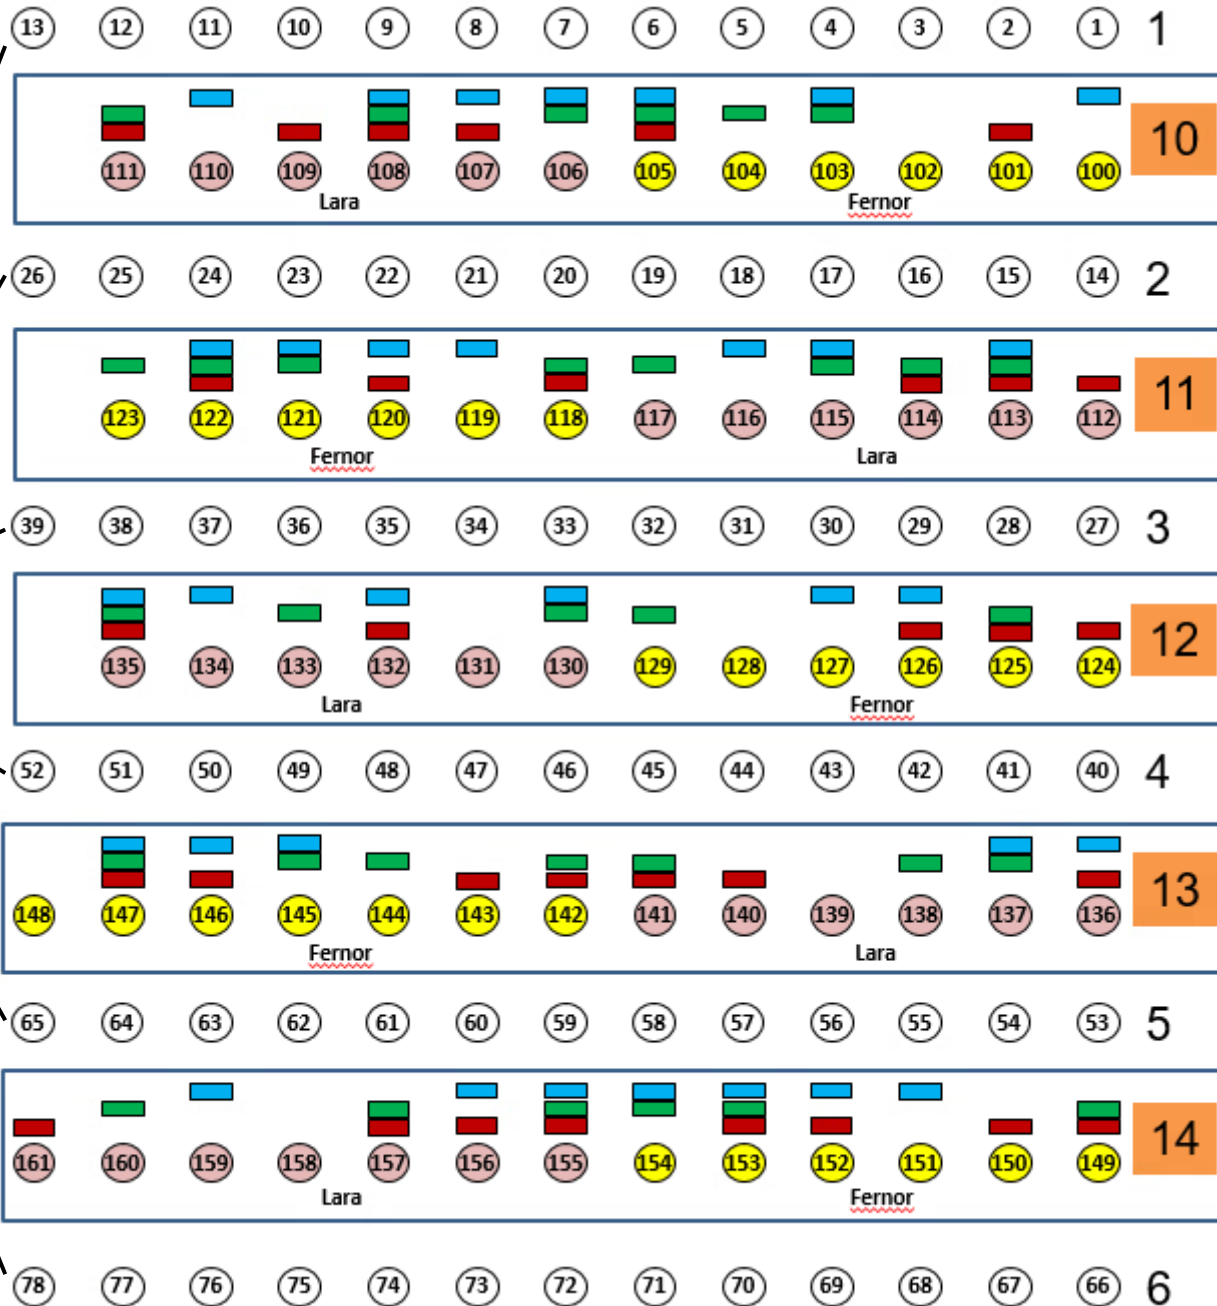 13 12 11 10 9 8 7 6 5 4 3 2 1 1
10
111 110 109 108 107 106 105 104 103 102 101 100
Lara Fernor
26 25 24 23 22 21 20 19 18 17 16 15 14 2
11
123 122 121 120 119 118 117 116 115 114 113 112
Fernor Lara
39 38 37 36 35 34 33 32 31 30 29 28 27 3
12
135 134 133 132 131 130 129 128 127 126 125 124
Lara Fernor
52 51 50 49 48 47 46 45 44 43 42 41 40 4
13
148 147 146 145 144 143 142 141 140 139 138 137 136
Fernor Lara
65 64 63 62 61 60 59 58 57 56 55 54 53 5
14
161 160 159 158 157 156 155 154 153 152 151 150 149
Lara Fernor
78 77 76 75 74 73 72 71 70 69 68 67 66 6